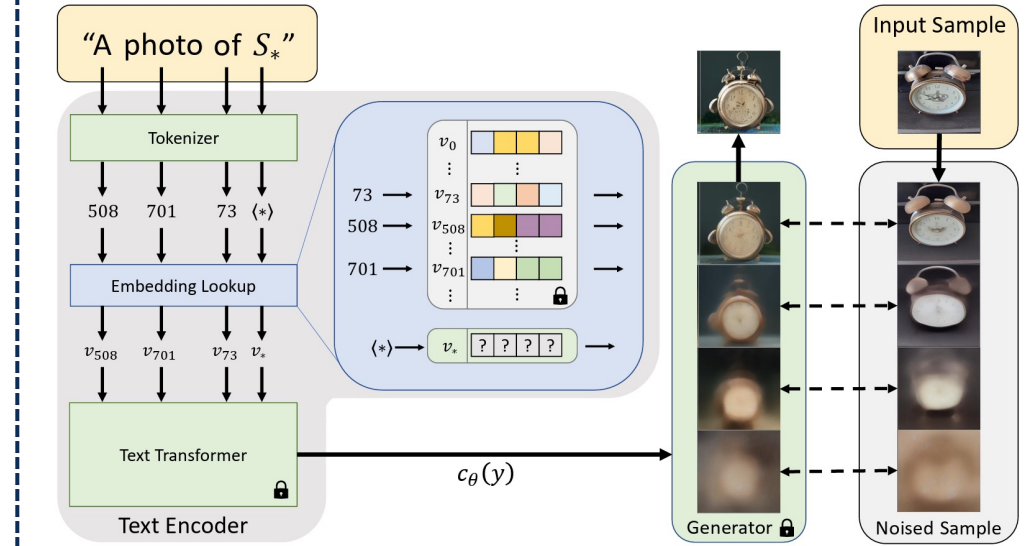 “A photo of S*”
Input Sample
Tokenizer
508 701 73 ⟨*⟩
Embedding Lookup
v508 v701 v73 v*
Text Transformer
Text Encoder
v0
⋮ ⋮
73 v73
508 v508
⋮ ⋮
701 v701
⋮ ⋮
⟨*⟩ v* ? ? ? ?
cθ(y)
Generator
Noised Sample